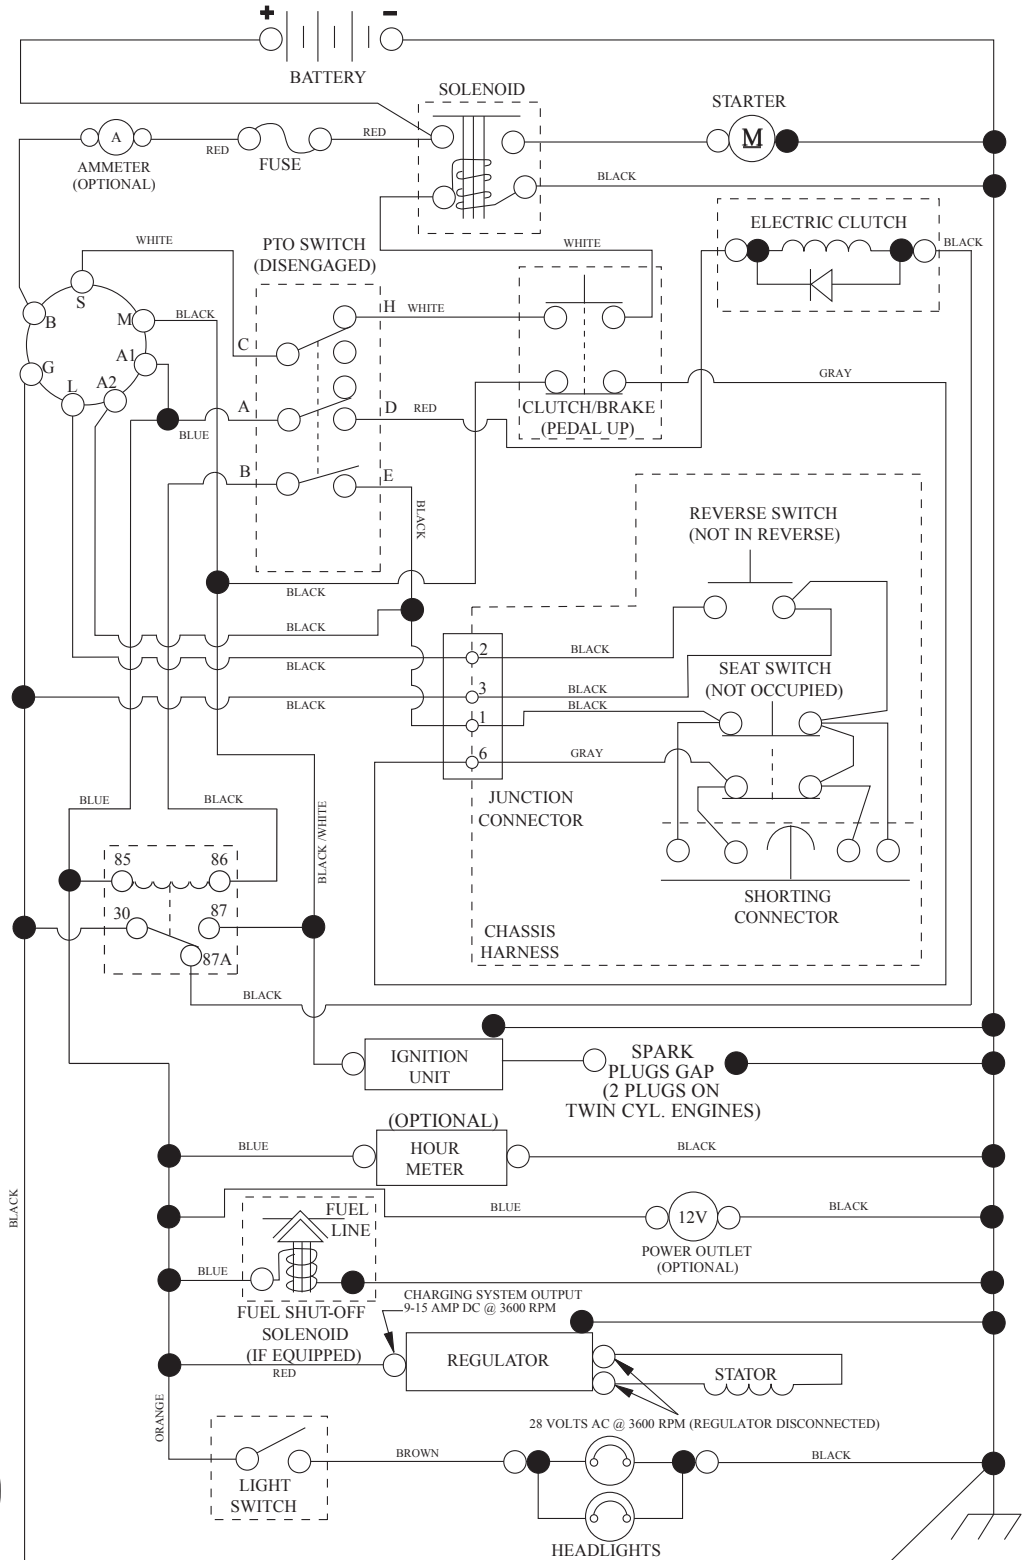 + −
BATTERY
SOLENOID
STARTER
M
A
AMMETER
(OPTIONAL)
RED
FUSE
RED
BLACK
ELECTRIC CLUTCH
BLACK
WHITE
PTO SWITCH
(DISENGAGED)
WHITE
S
B
M
BLACK
G
A1
L
A2
BLUE
C
H
WHITE
A
D
RED
B
E
BLACK
CLUTCH/BRAKE
(PEDAL UP)
GRAY
REVERSE SWITCH
(NOT IN REVERSE)
BLACK
BLACK
BLACK
2
BLACK
SEAT SWITCH
(NOT OCCUPIED)
BLACK
3
BLACK
BLACK
1
6
GRAY
JUNCTION
CONNECTOR
BLUE
BLACK
BLACK /WHITE
85
86
30
87
87A
SHORTING
CONNECTOR
CHASSIS
HARNESS
BLACK
IGNITION
UNIT
SPARK
PLUGS GAP
(2 PLUGS ON
TWIN CYL. ENGINES)
(OPTIONAL)
HOUR
METER
BLUE
BLACK
BLACK
FUEL
LINE
BLUE
12V
BLACK
POWER OUTLET
(OPTIONAL)
BLUE
FUEL SHUT-OFF
SOLENOID
(IF EQUIPPED)
CHARGING SYSTEM OUTPUT
9-15 AMP DC @ 3600 RPM
RED
REGULATOR
STATOR
28 VOLTS AC @ 3600 RPM (REGULATOR DISCONNECTED)
ORANGE
LIGHT
SWITCH
BROWN
BLACK
HEADLIGHTS